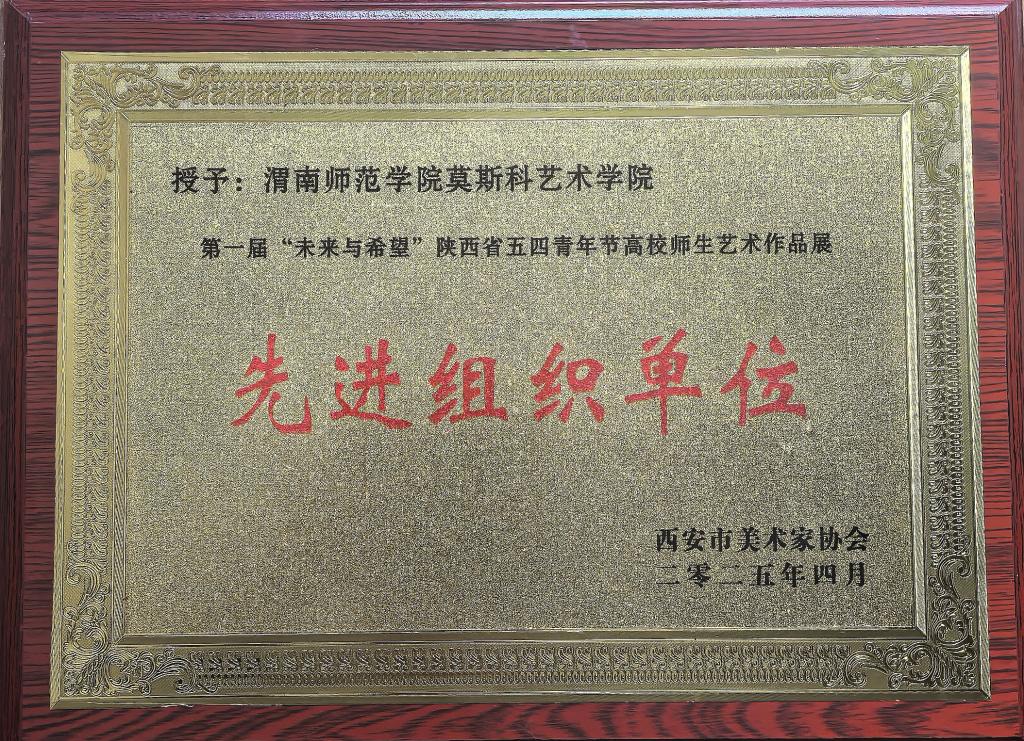 授予：渭南师范学院莫斯科艺术学院
第一届“未来与希望”陕西省五四青年节高校师生艺术作品展
先进组织单位
西安市美术家协会
二零二五年四月